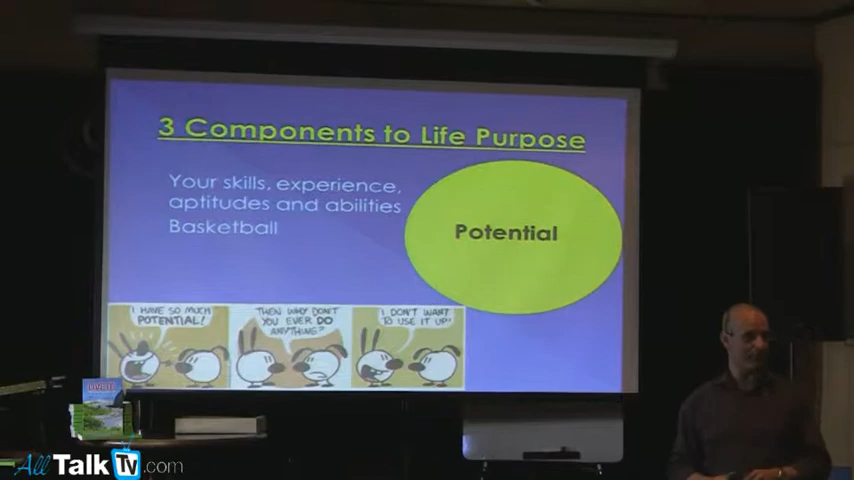 3 Components to Life Purpose
Your skills, experience,
aptitudes and abilities
Basketball
Potential
I HAVE SO MUCH
POTENTIAL!
THEN WHY DON'T
YOU EVER DO
ANYTHING?
I DON'T WANT
TO USE IT UP.
AllTalkTV.com